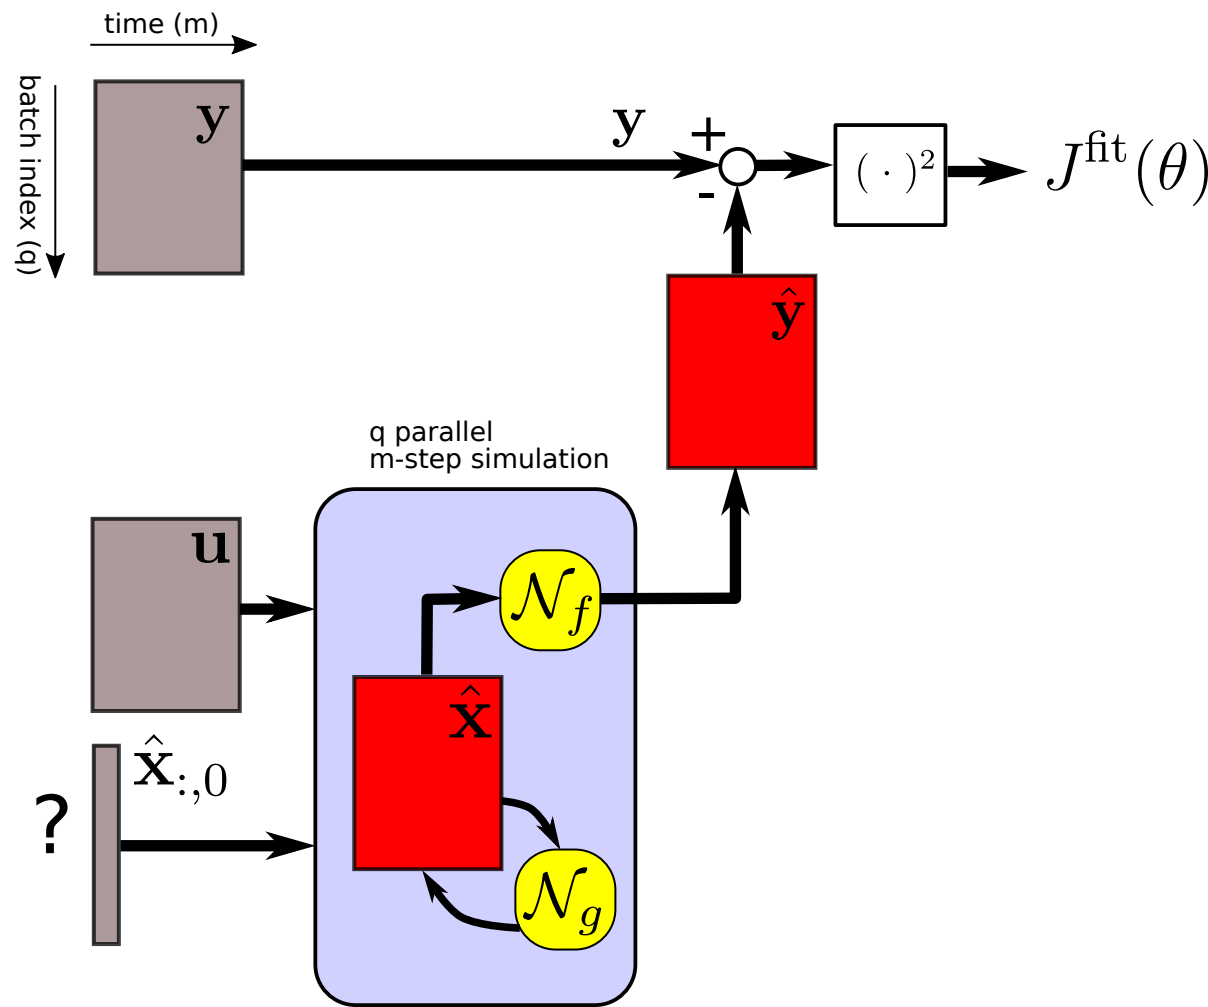 time (m)
batch index (q)
y
y
+
-
( · )²
J^fit(θ)
ŷ
q parallel
m-step simulation
u
𝒩_f
x̂
x̂_:,0
?
𝒩_g